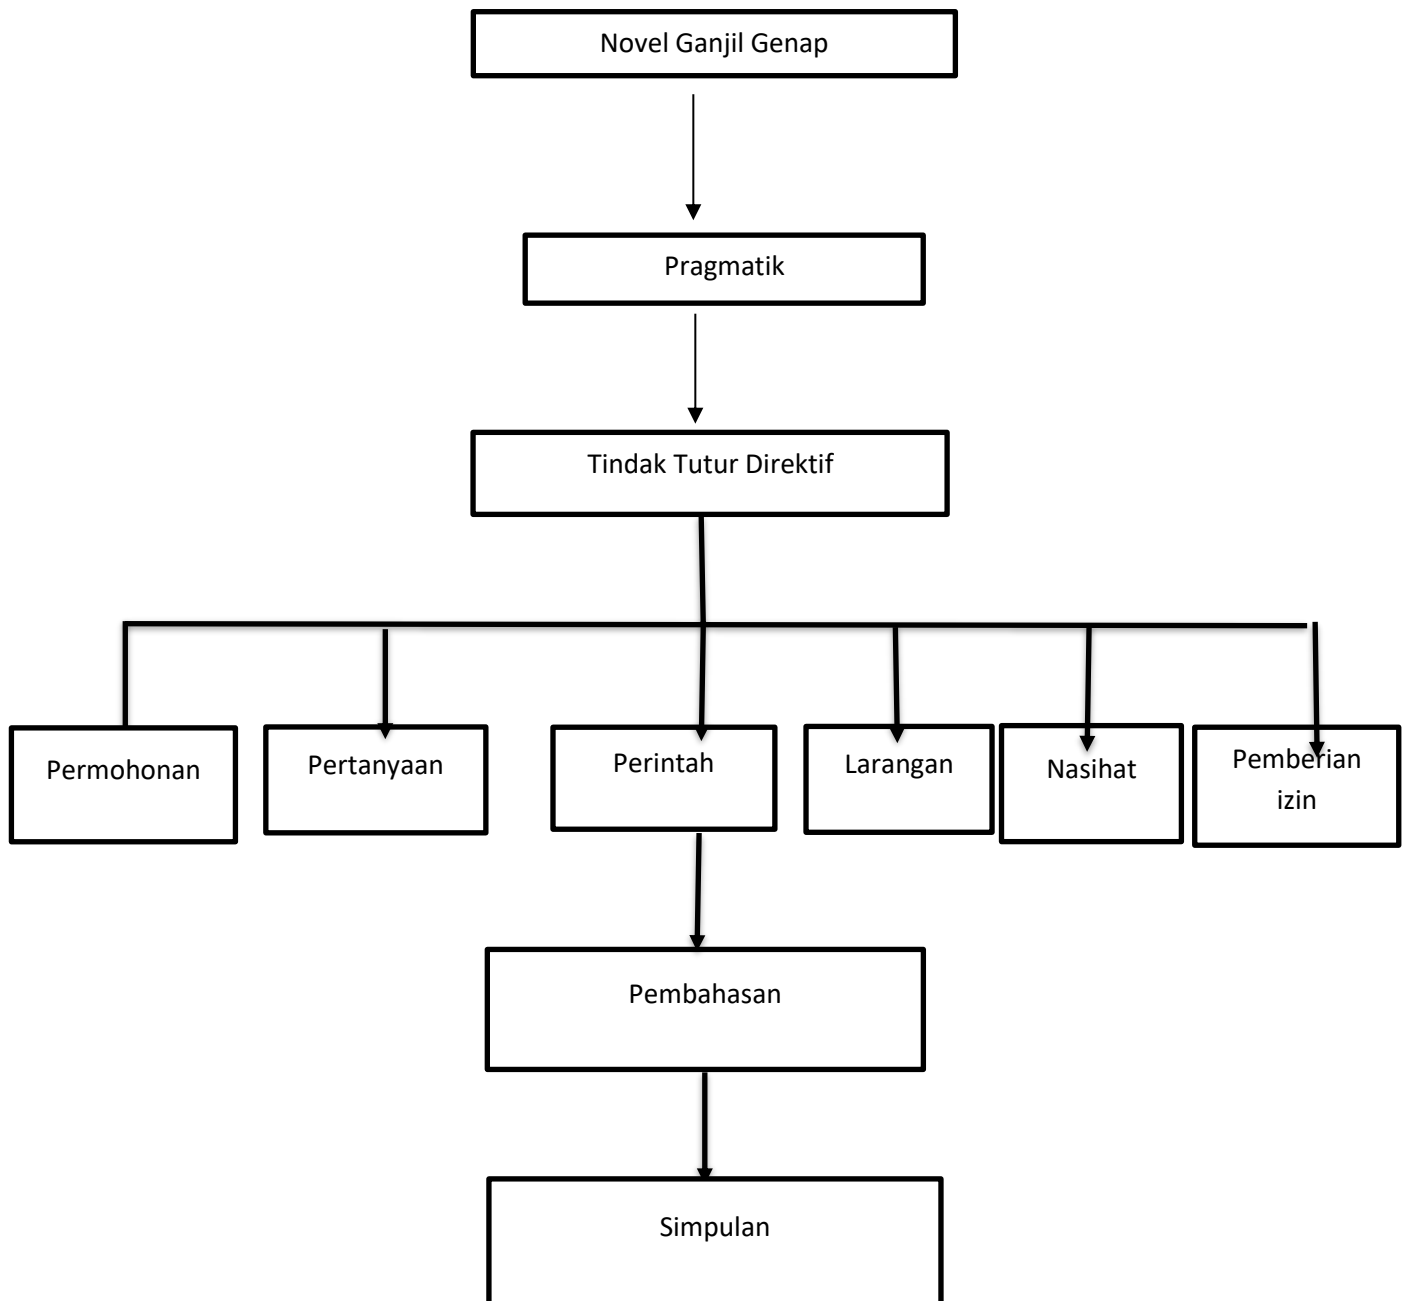 Novel Ganjil Genap
Pragmatik
Tindak Tutur Direktif
Permohonan
Pertanyaan
Perintah
Larangan
Nasihat
Pemberian
izin
Pembahasan
Simpulan